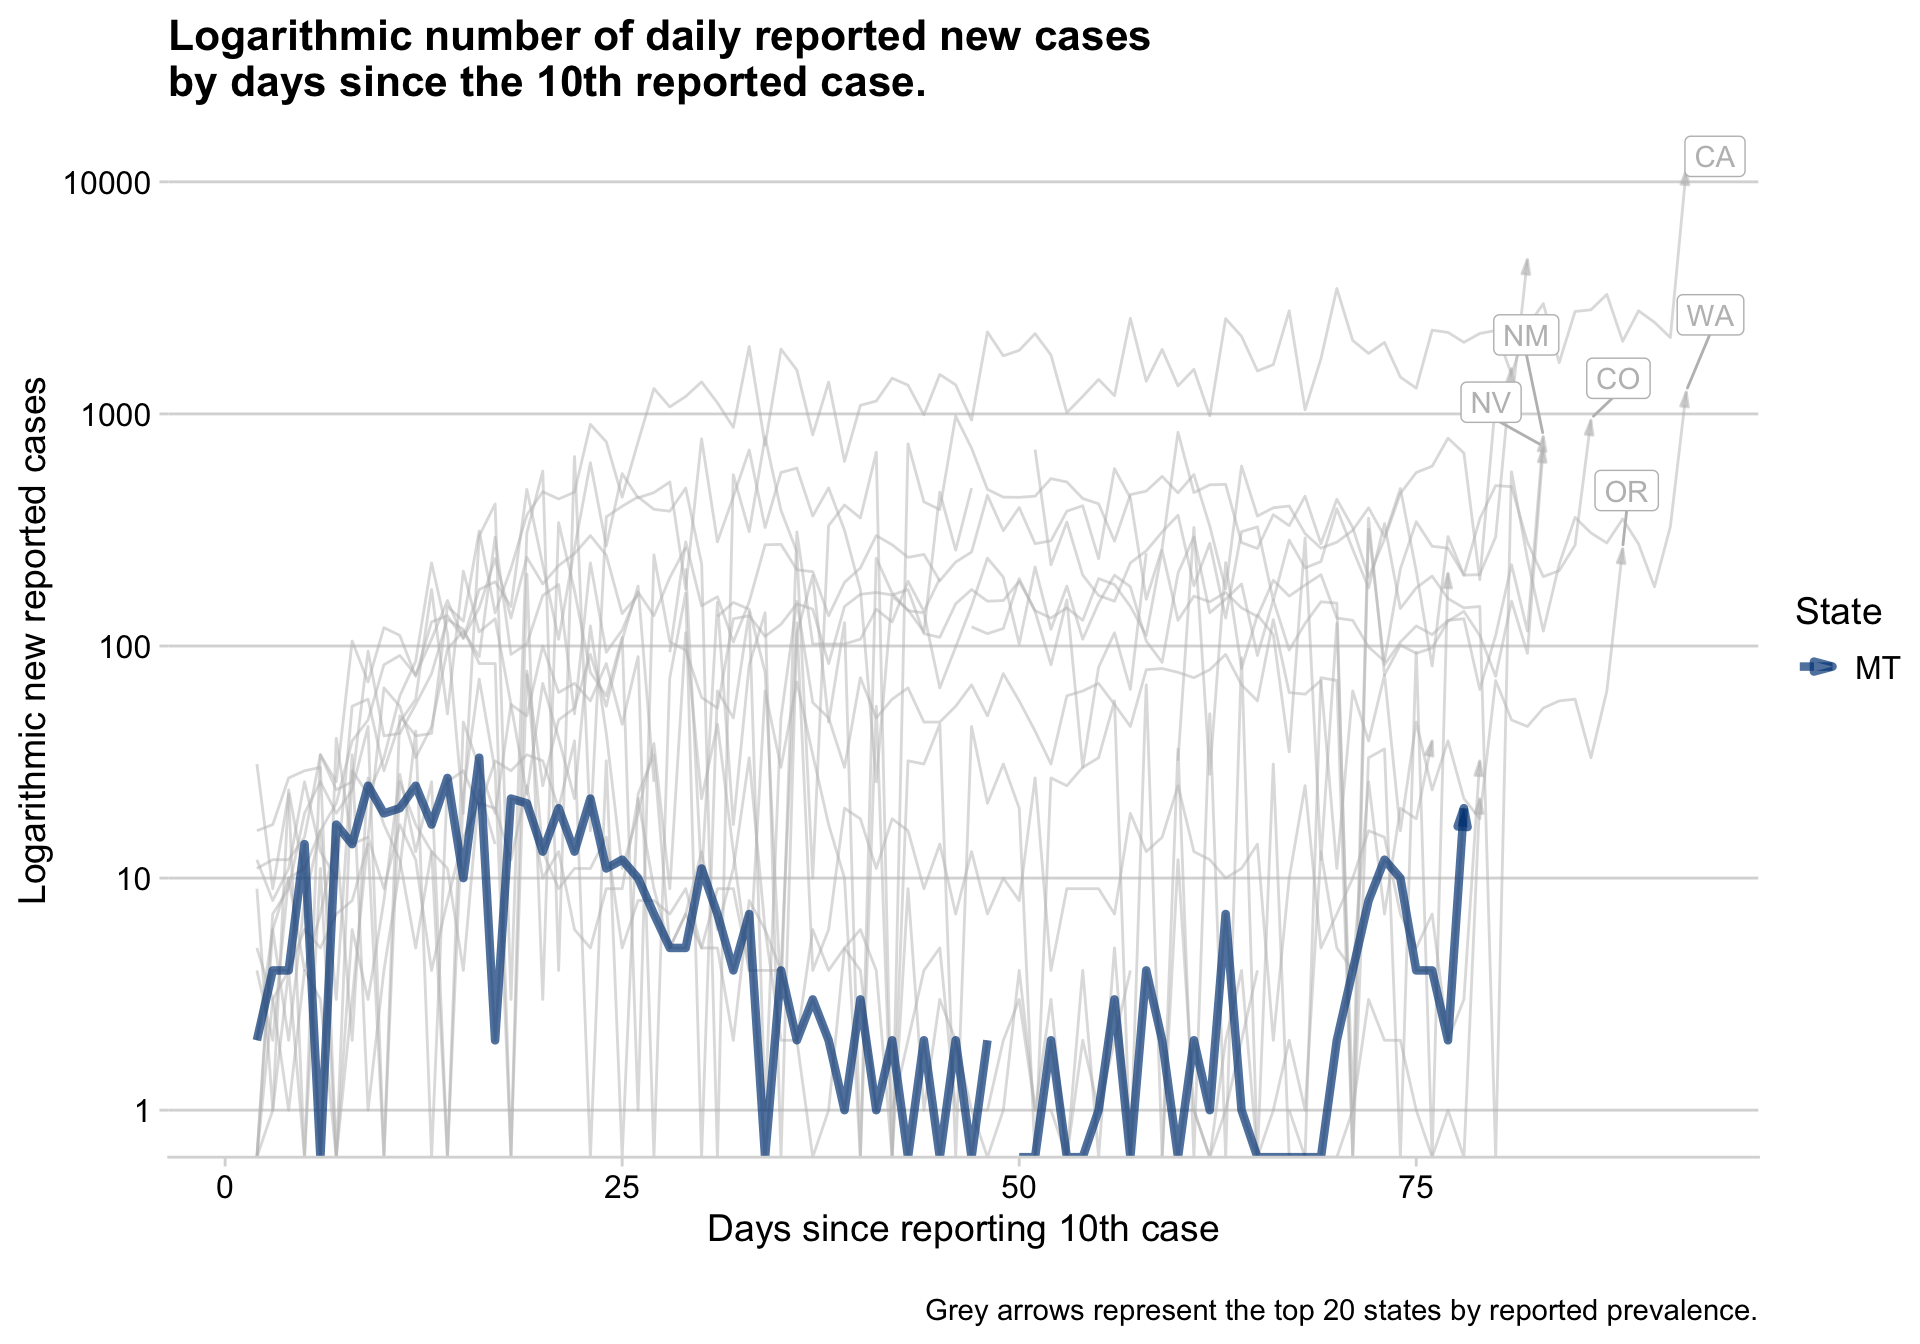 Logarithmic number of daily reported new cases
by days since the 10th reported case.
Logarithmic new reported cases
10000
1000
100
10
1
CA
WA
NM
CO
NV
OR
State
MT
0 25 50 75
Days since reporting 10th case
Grey arrows represent the top 20 states by reported prevalence.